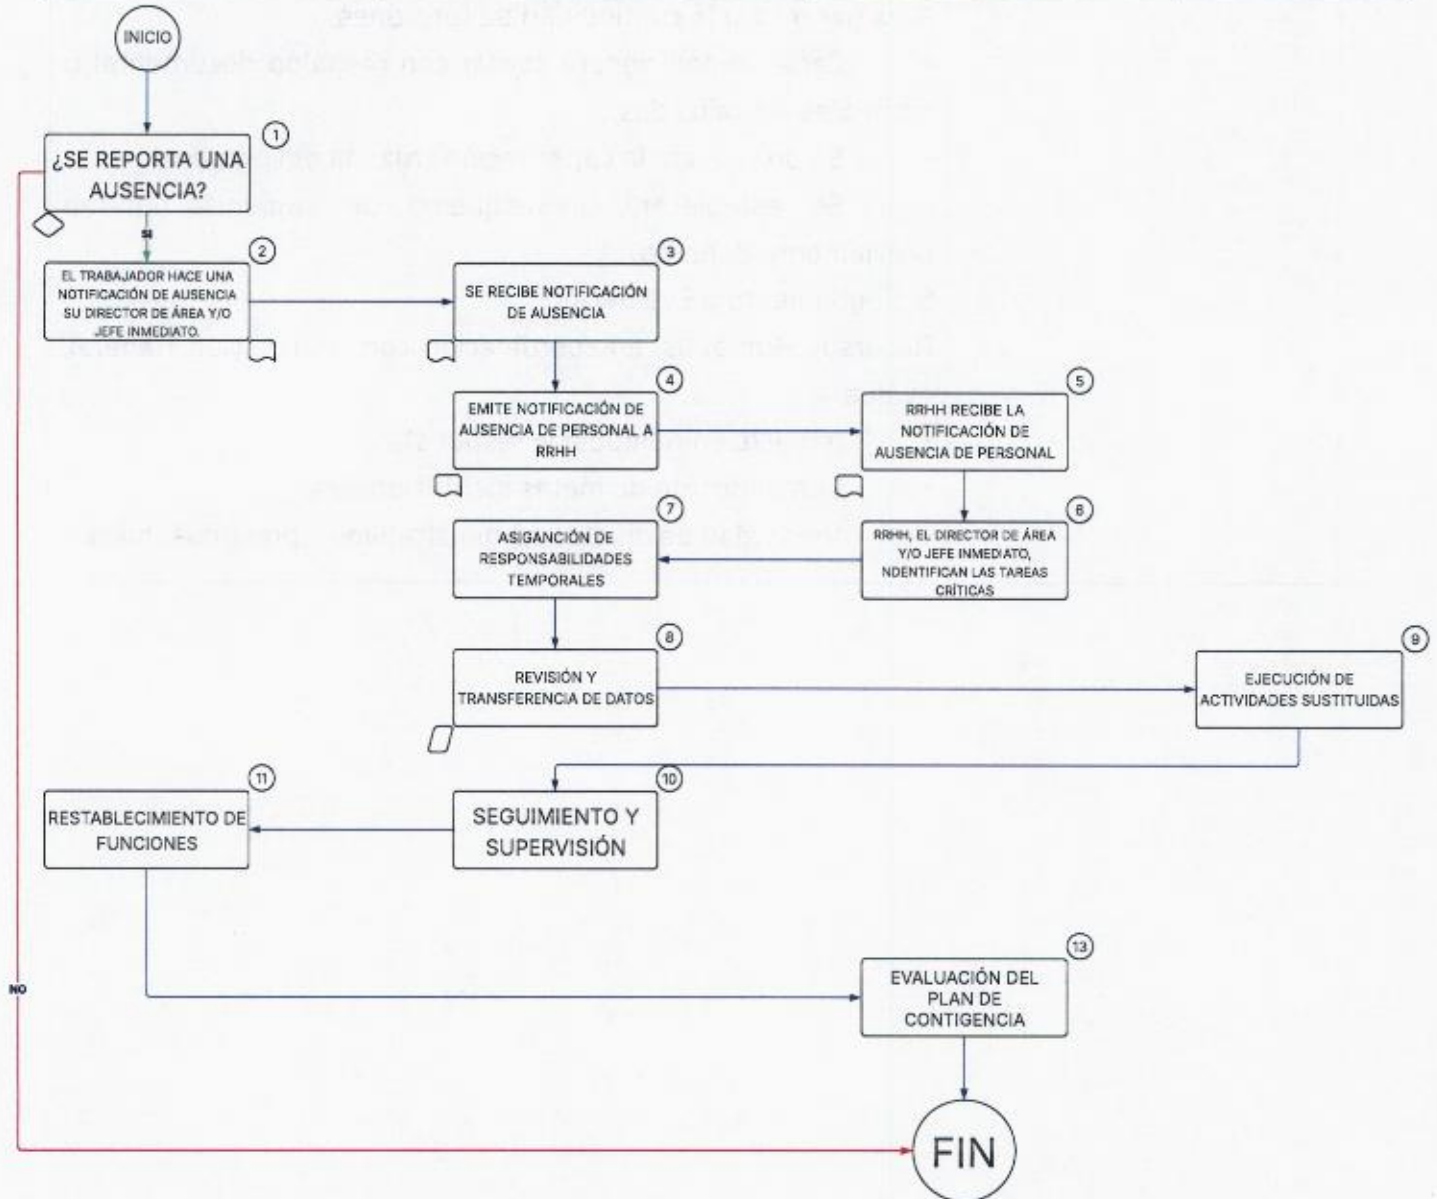 INICIO
1
¿SE REPORTA UNA
AUSENCIA?
SI
2
EL TRABAJADOR HACE UNA
NOTIFICACIÓN DE AUSENCIA
SU DIRECTOR DE ÁREA Y/O
JEFE INMEDIATO.
3
SE RECIBE NOTIFICACIÓN
DE AUSENCIA
4
EMITE NOTIFICACIÓN DE
AUSENCIA DE PERSONAL A
RRHH
5
RRHH RECIBE LA
NOTIFICACIÓN DE
AUSENCIA DE PERSONAL
6
RRHH, EL DIRECTOR DE ÁREA
Y/O JEFE INMEDIATO,
NDENTIFICAN LAS TAREAS
CRÍTICAS
7
ASIGANCIÓN DE
RESPONSABILIDADES
TEMPORALES
8
REVISIÓN Y
TRANSFERENCIA DE DATOS
9
EJECUCIÓN DE
ACTIVIDADES SUSTITUIDAS
10
SEGUIMIENTO Y
SUPERVISIÓN
11
RESTABLECIMIENTO DE
FUNCIONES
NO
13
EVALUACIÓN DEL
PLAN DE
CONTIGENCIA
FIN